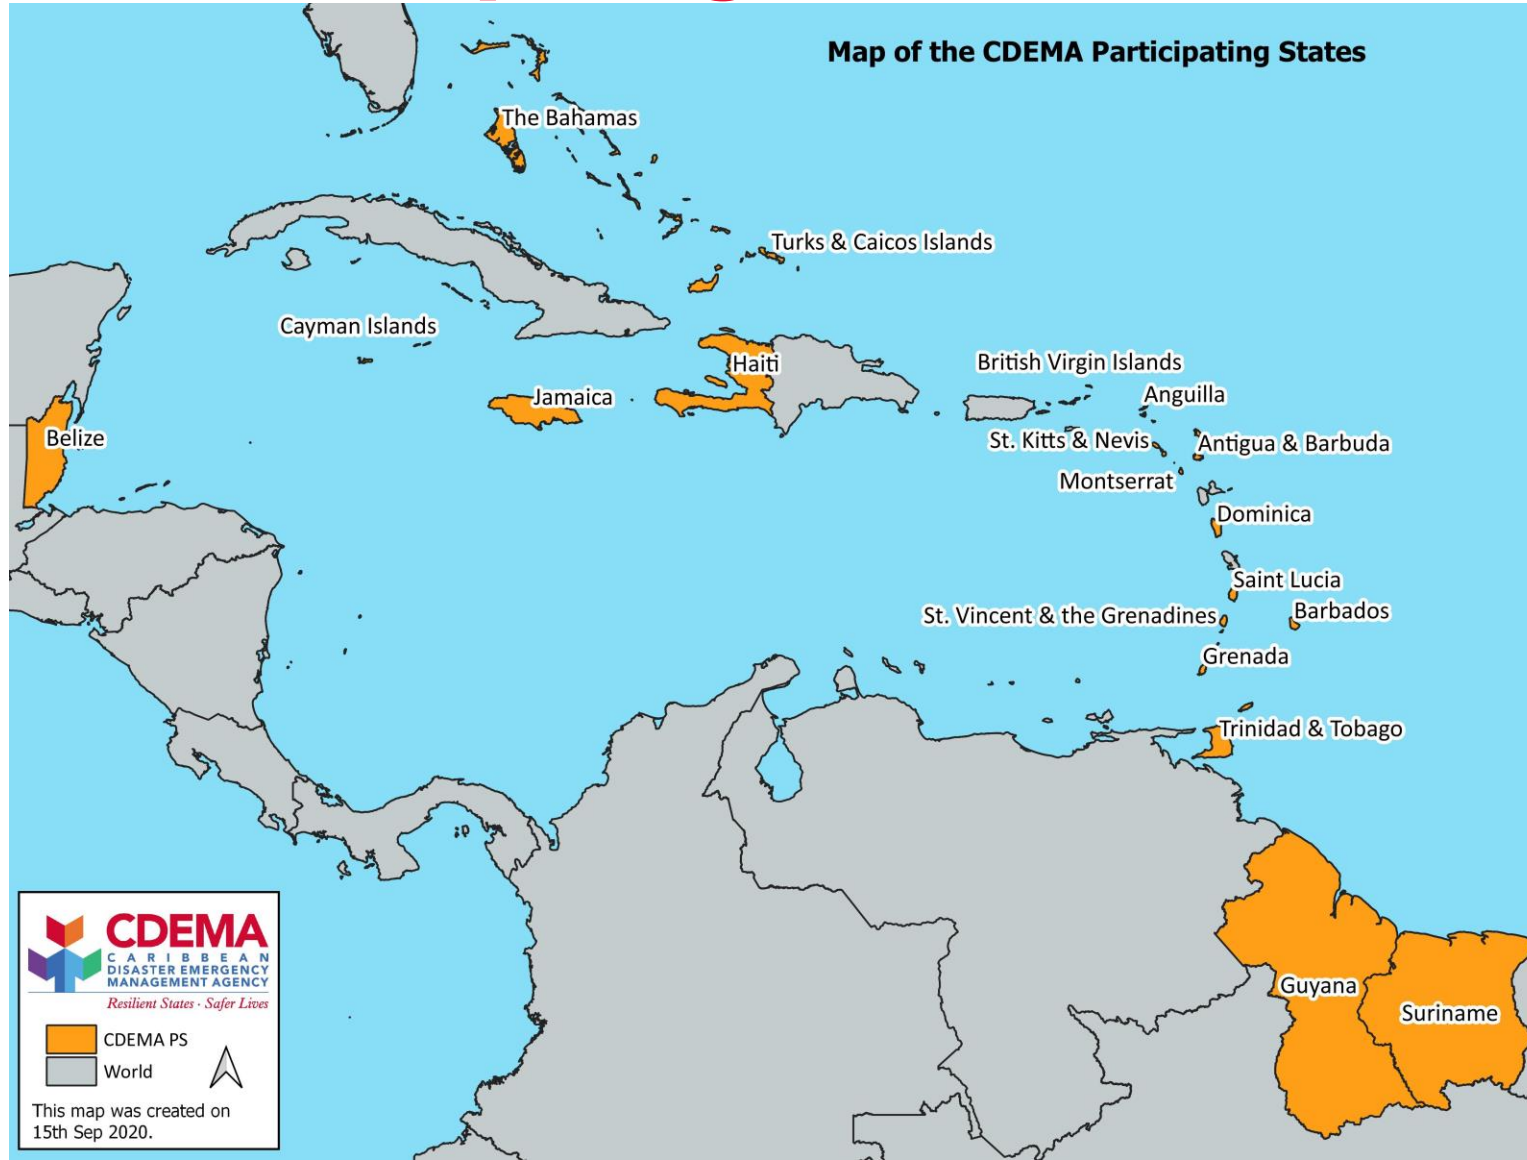 Map of the CDEMA Participating States
The Bahamas
Turks & Caicos Islands
Cayman Islands
Haiti
British Virgin Islands
Jamaica
Anguilla
Belize
St. Kitts & Nevis
Antigua & Barbuda
Montserrat
Dominica
Saint Lucia
St. Vincent & the Grenadines
Barbados
Grenada
Trinidad & Tobago
Guyana
Suriname
CDEMA
CARIBBEAN
DISASTER EMERGENCY
MANAGEMENT AGENCY
Resilient States · Safer Lives
CDEMA PS
World
This map was created on
15th Sep 2020.